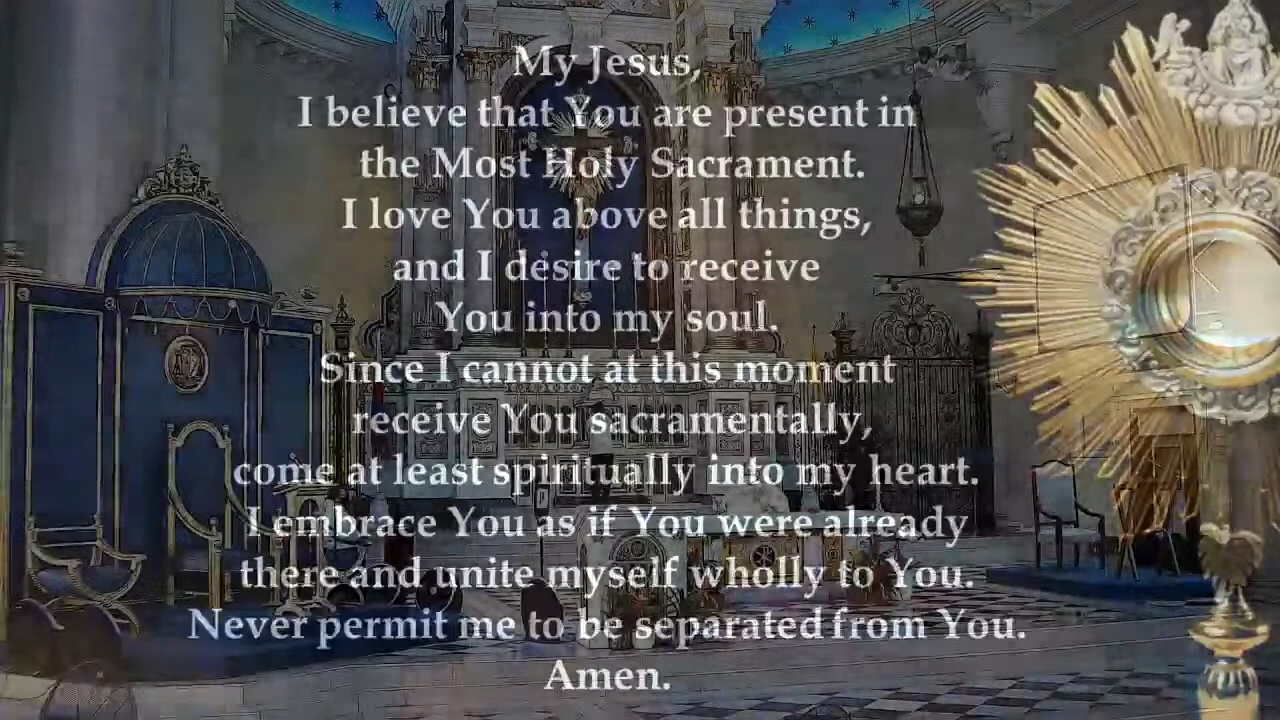 My Jesus,
I believe that You are present in
the Most Holy Sacrament.
I love You above all things,
and I desire to receive
You into my soul.
Since I cannot at this moment
receive You sacramentally,
come at least spiritually into my heart.
I embrace You as if You were already
there and unite myself wholly to You.
Never permit me to be separated from You.
Amen.